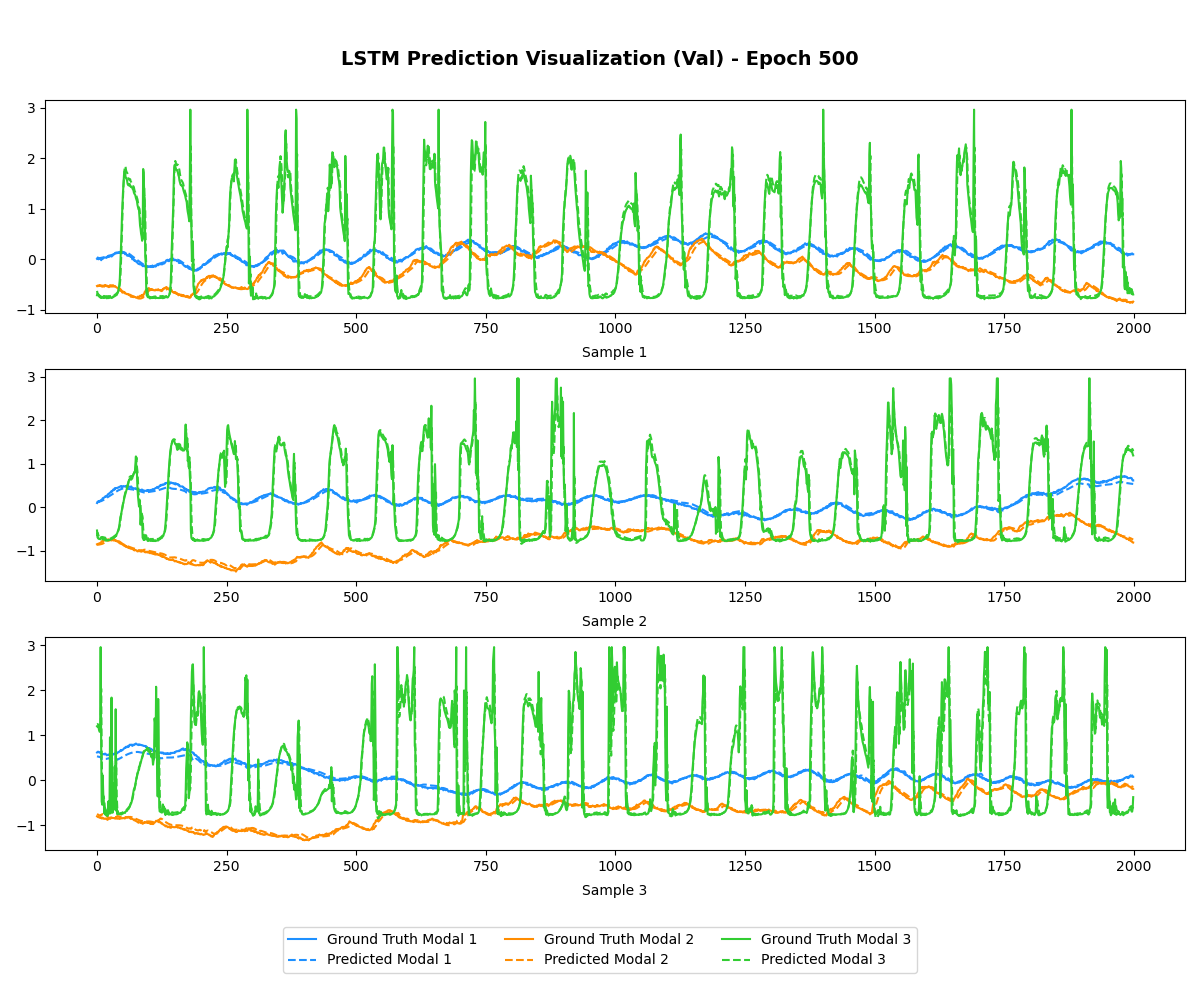 LSTM Prediction Visualization (Val) - Epoch 500
3
2
1
0
−1
0 250 500 750 1000 1250 1500 1750 2000
Sample 1
3
2
1
0
−1
0 250 500 750 1000 1250 1500 1750 2000
Sample 2
3
2
1
0
−1
0 250 500 750 1000 1250 1500 1750 2000
Sample 3
Ground Truth Modal 1 Ground Truth Modal 2 Ground Truth Modal 3
Predicted Modal 1 Predicted Modal 2 Predicted Modal 3